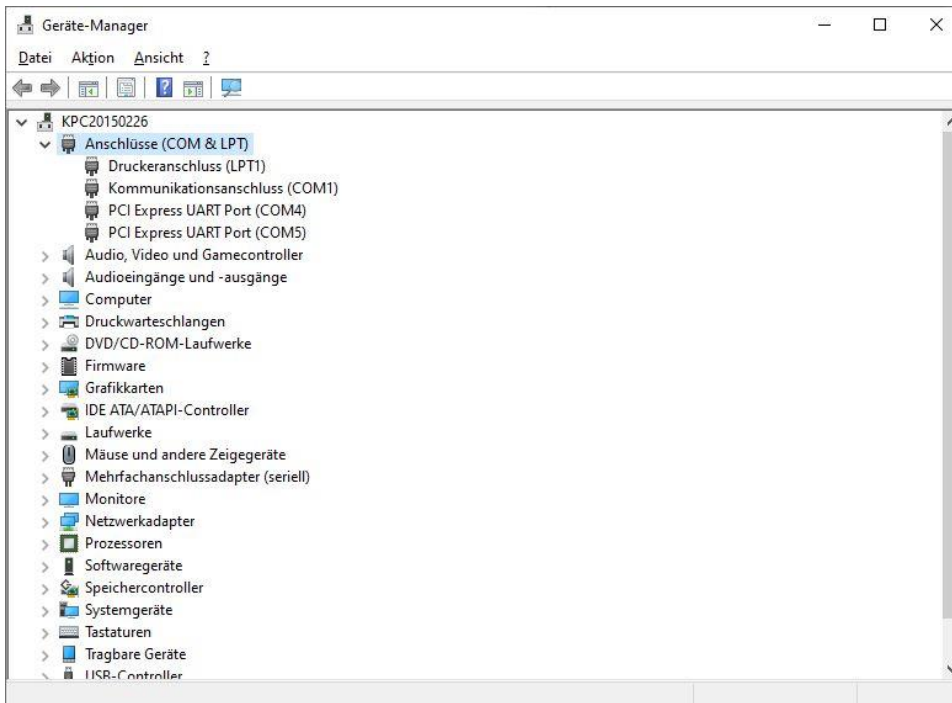 Geräte-Manager
Datei Aktion Ansicht ?
KPC20150226
Anschlüsse (COM & LPT)
Druckeranschluss (LPT1)
Kommunikationsanschluss (COM1)
PCI Express UART Port (COM4)
PCI Express UART Port (COM5)
Audio, Video und Gamecontroller
Audioeingänge und -ausgänge
Computer
Druckwarteschlangen
DVD/CD-ROM-Laufwerke
Firmware
Grafikkarten
IDE ATA/ATAPI-Controller
Laufwerke
Mäuse und andere Zeigegeräte
Mehrfachanschlussadapter (seriell)
Monitore
Netzwerkadapter
Prozessoren
Softwaregeräte
Speichercontroller
Systemgeräte
Tastaturen
Tragbare Geräte
USB-Controller